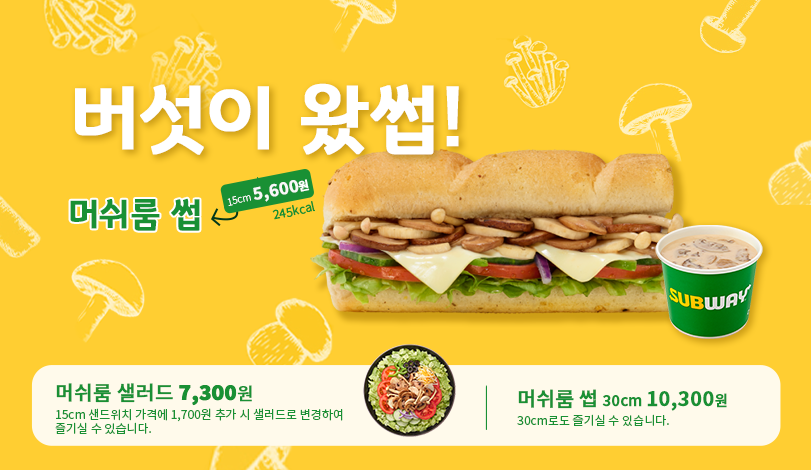 버섯이 왔썹!
머쉬룸 썹
15cm 5,600원
245kcal
SUBWAY
머쉬룸 샐러드 7,300원
15cm 샌드위치 가격에 1,700원 추가 시 샐러드로 변경하여
즐기실 수 있습니다.
머쉬룸 썹 30cm 10,300원
30cm로도 즐기실 수 있습니다.